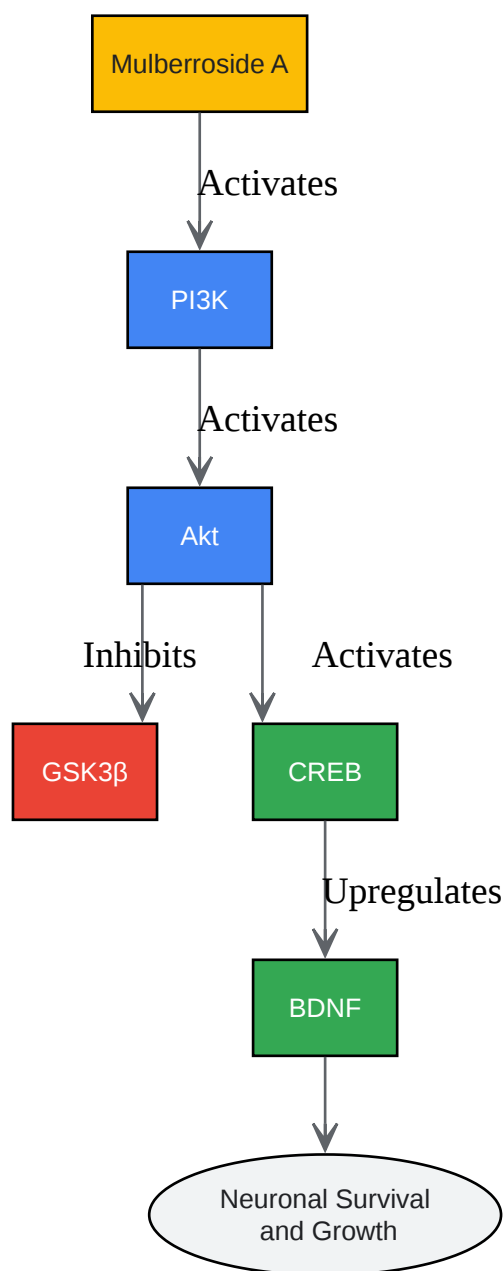 Mulberroside A
Activates
PI3K
Activates
Akt
Inhibits
Activates
GSK3β
CREB
Upregulates
BDNF
Neuronal Survival
and Growth